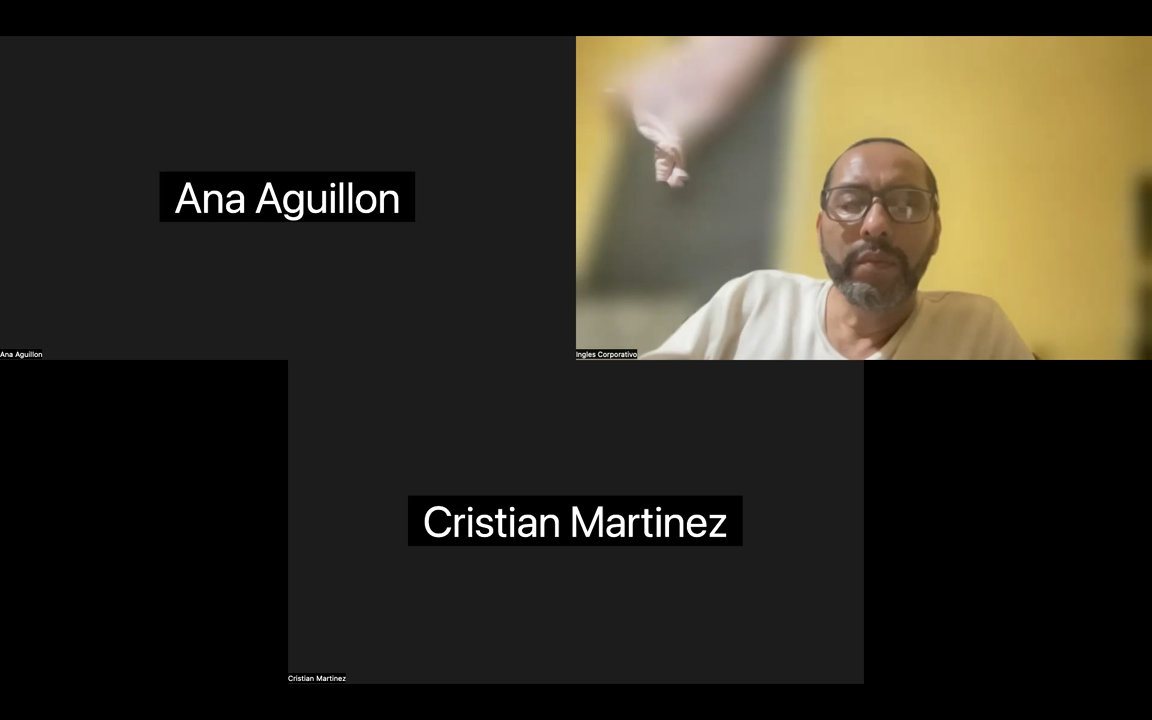 Ana Aguillon
Ana Aguillon
Ingles Corporativo
Cristian Martinez
Cristian Martinez